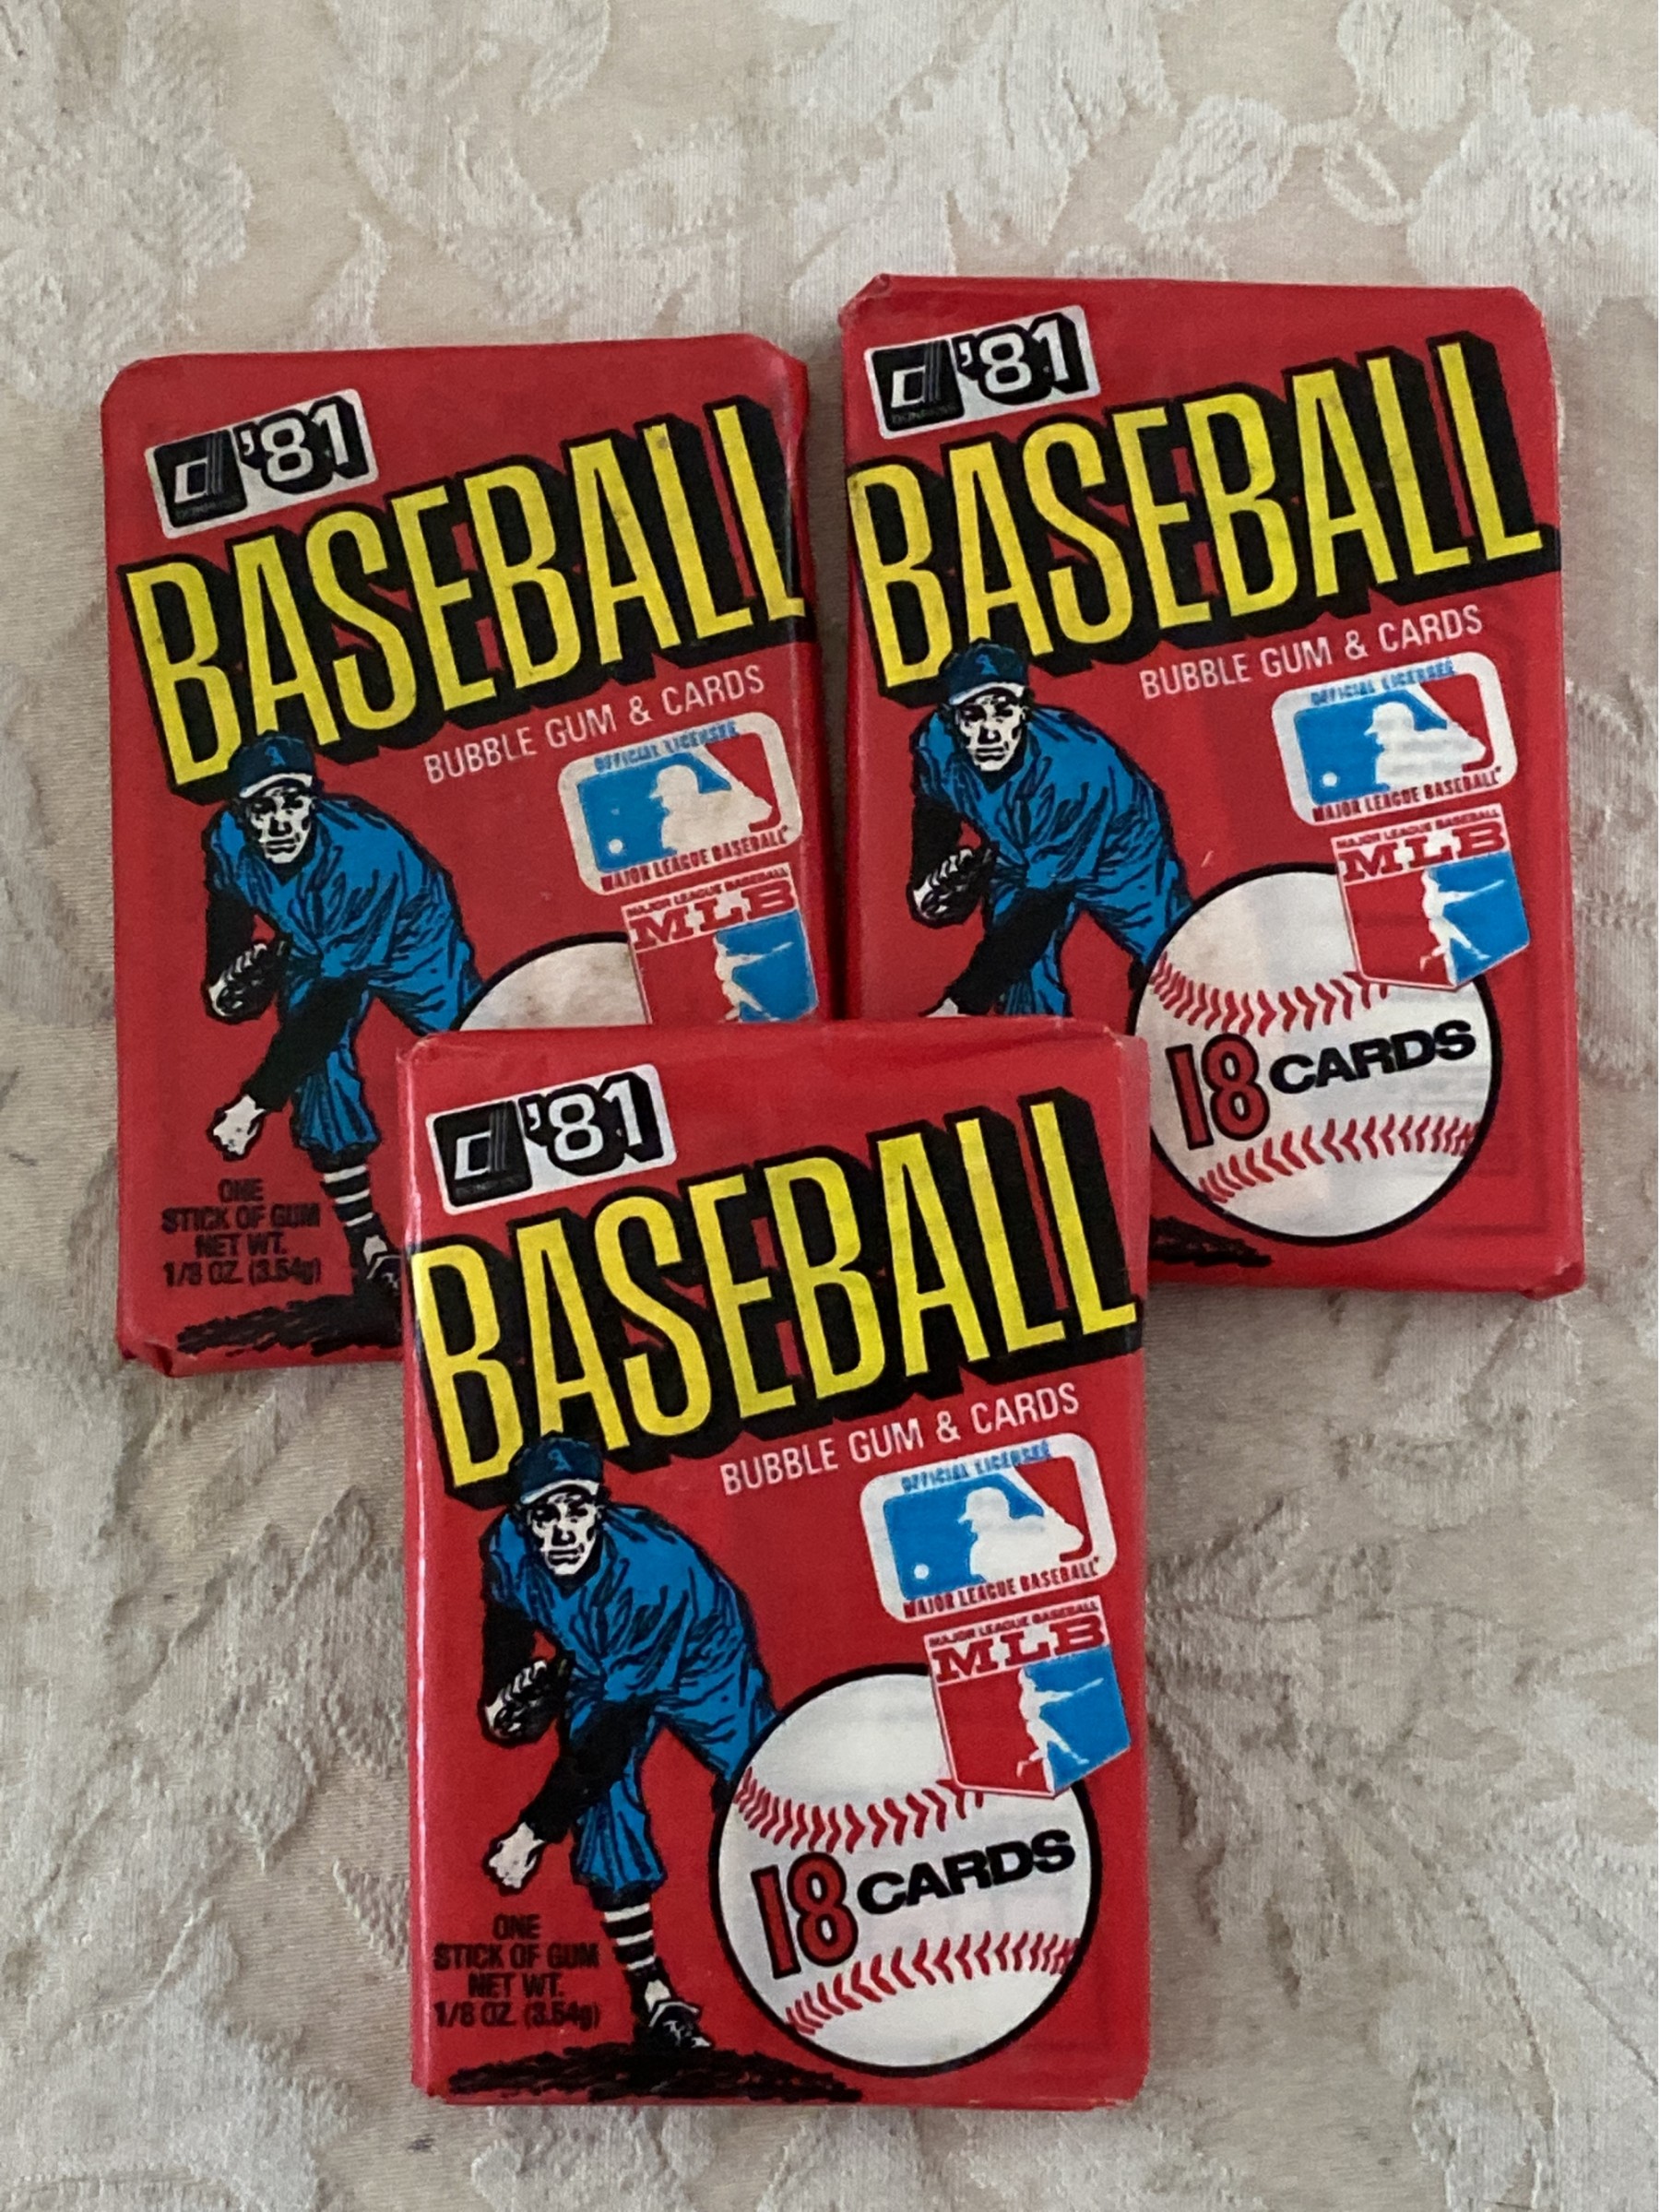 '81
BASEBALL
BUBBLE GUM & CARDS
OFFICIAL LICENSEE
MAJOR LEAGUE BASEBALL
MAJOR LEAGUE BASEBALL
MLB
ONE
STICK OF GUM
NET WT.
1/8 OZ. (3.54g)
DONRUSS
'81
BASEBALL
BUBBLE GUM & CARDS
OFFICIAL LICENSEE
MAJOR LEAGUE BASEBALL
MAJOR LEAGUE BASEBALL
MLB
18 CARDS
'81
BASEBALL
BUBBLE GUM & CARDS
OFFICIAL LICENSEE
MAJOR LEAGUE BASEBALL
MAJOR LEAGUE BASEBALL
MLB
18 CARDS
ONE
STICK OF GUM
NET WT.
1/8 OZ. (3.54g)